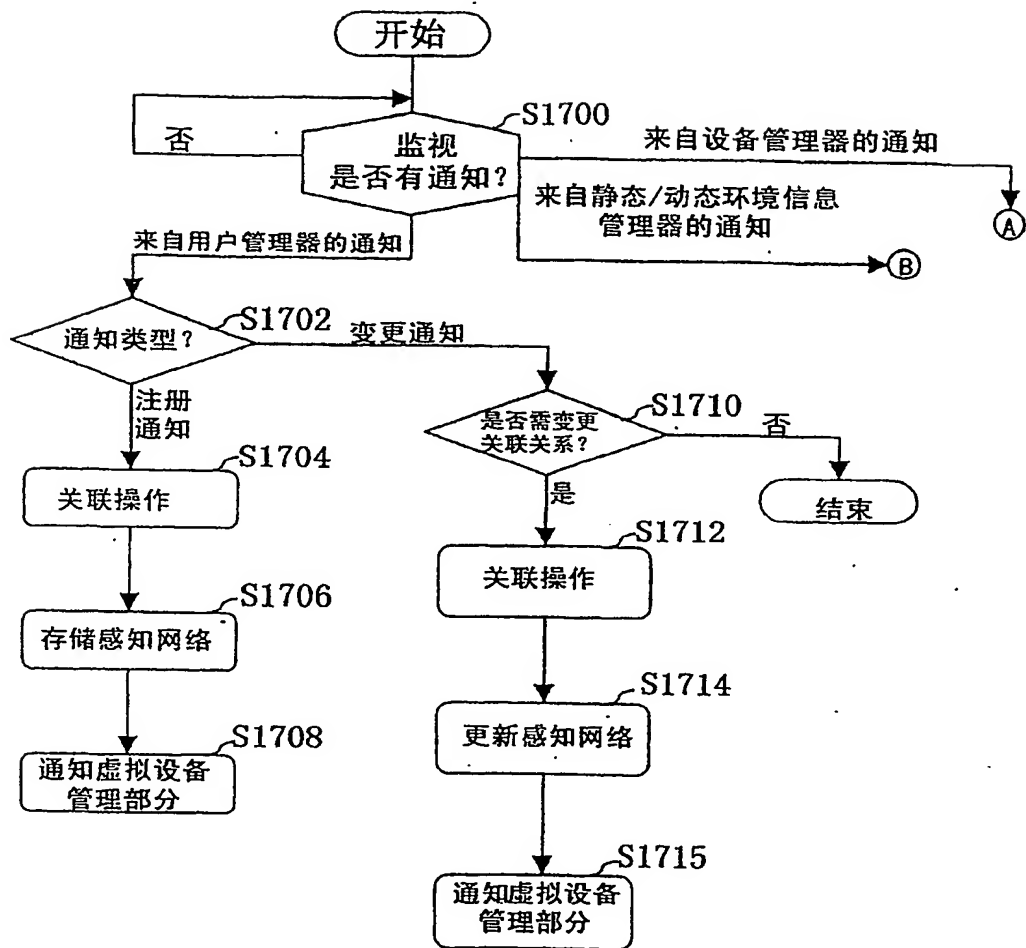 开始
S1700
否
监视
是否有通知？
来自设备管理器的通知
来自静态/动态环境信息
管理器的通知
A
B
来自用户管理器的通知
S1702
通知类型？
变更通知
注册
通知
S1710
是否需变更
关联关系？
否
S1704
关联操作
是
结束
S1712
关联操作
S1706
存储感知网络
S1714
更新感知网络
S1708
通知虚拟设备
管理部分
S1715
通知虚拟设备
管理部分